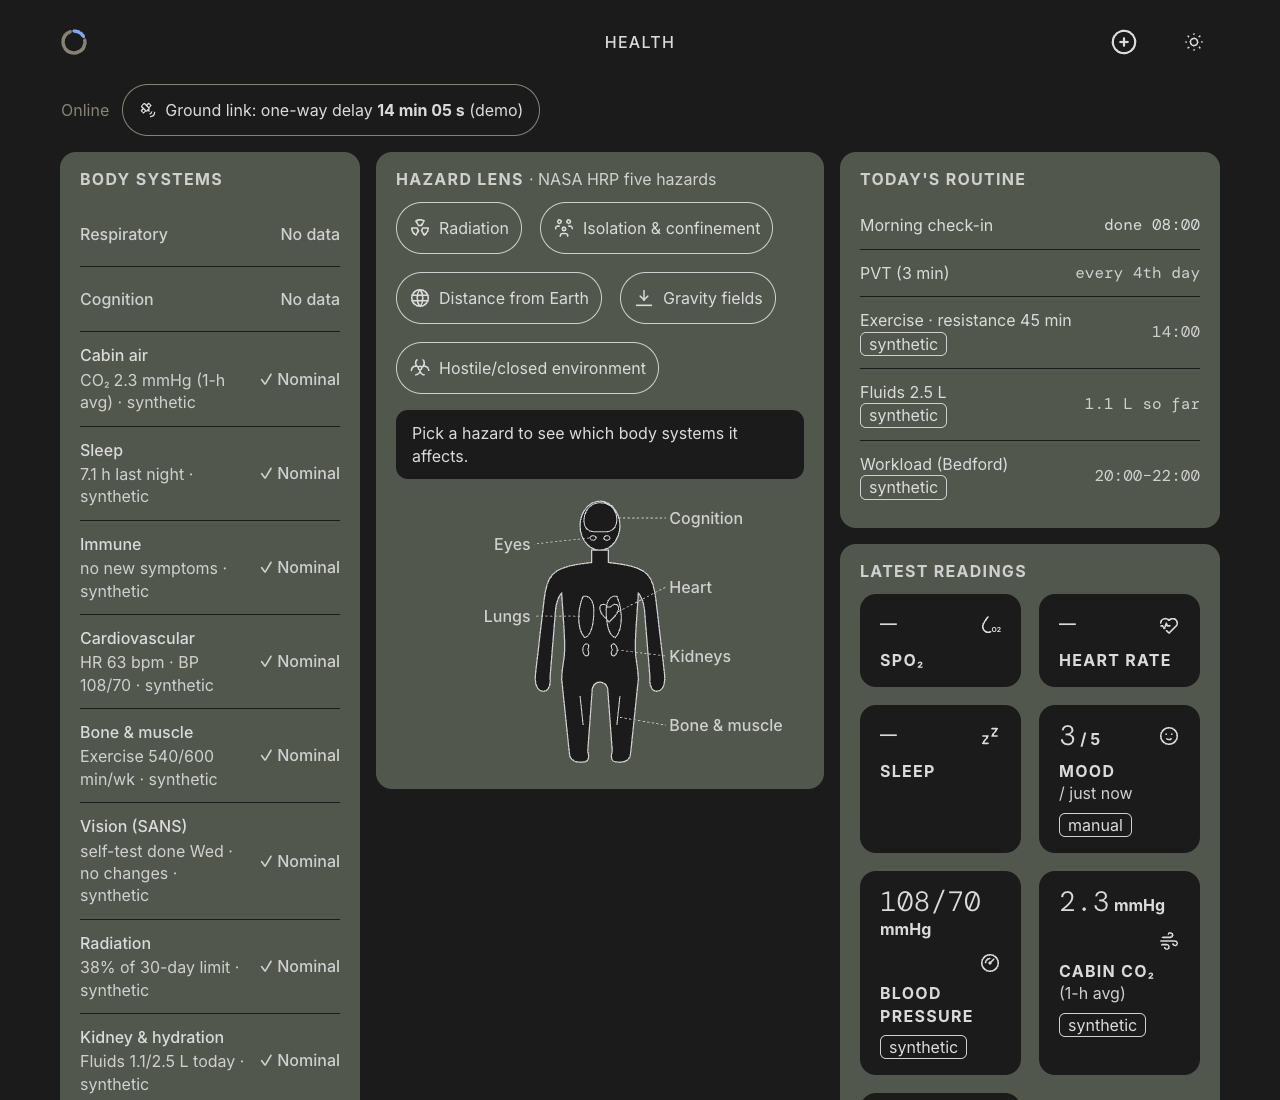 HEALTH
Online
Ground link: one-way delay 14 min 05 s (demo)
BODY SYSTEMS
Respiratory No data
Cognition No data
Cabin air
CO₂ 2.3 mmHg (1-h
avg) · synthetic
✓ Nominal
Sleep
7.1 h last night ·
synthetic
✓ Nominal
Immune
no new symptoms ·
synthetic
✓ Nominal
Cardiovascular
HR 63 bpm · BP
108/70 · synthetic
✓ Nominal
Bone & muscle
Exercise 540/600
min/wk · synthetic
✓ Nominal
Vision (SANS)
self-test done Wed ·
no changes ·
synthetic
✓ Nominal
Radiation
38% of 30-day limit ·
synthetic
✓ Nominal
Kidney & hydration
Fluids 1.1/2.5 L today ·
synthetic
✓ Nominal
HAZARD LENS · NASA HRP five hazards
Radiation
Isolation & confinement
Distance from Earth
Gravity fields
Hostile/closed environment
Pick a hazard to see which body systems it
affects.
Cognition
Eyes
Heart
Lungs
Kidneys
Bone & muscle
TODAY'S ROUTINE
Morning check-in done 08:00
PVT (3 min) every 4th day
Exercise · resistance 45 min
synthetic
14:00
Fluids 2.5 L
synthetic
1.1 L so far
Workload (Bedford)
synthetic
20:00–22:00
LATEST READINGS
—
O2
SPO₂
—
HEART RATE
—
zZ
SLEEP
3 / 5
MOOD
/ just now
manual
108/70
mmHg
BLOOD
PRESSURE
synthetic
2.3 mmHg
CABIN CO₂
(1-h avg)
synthetic